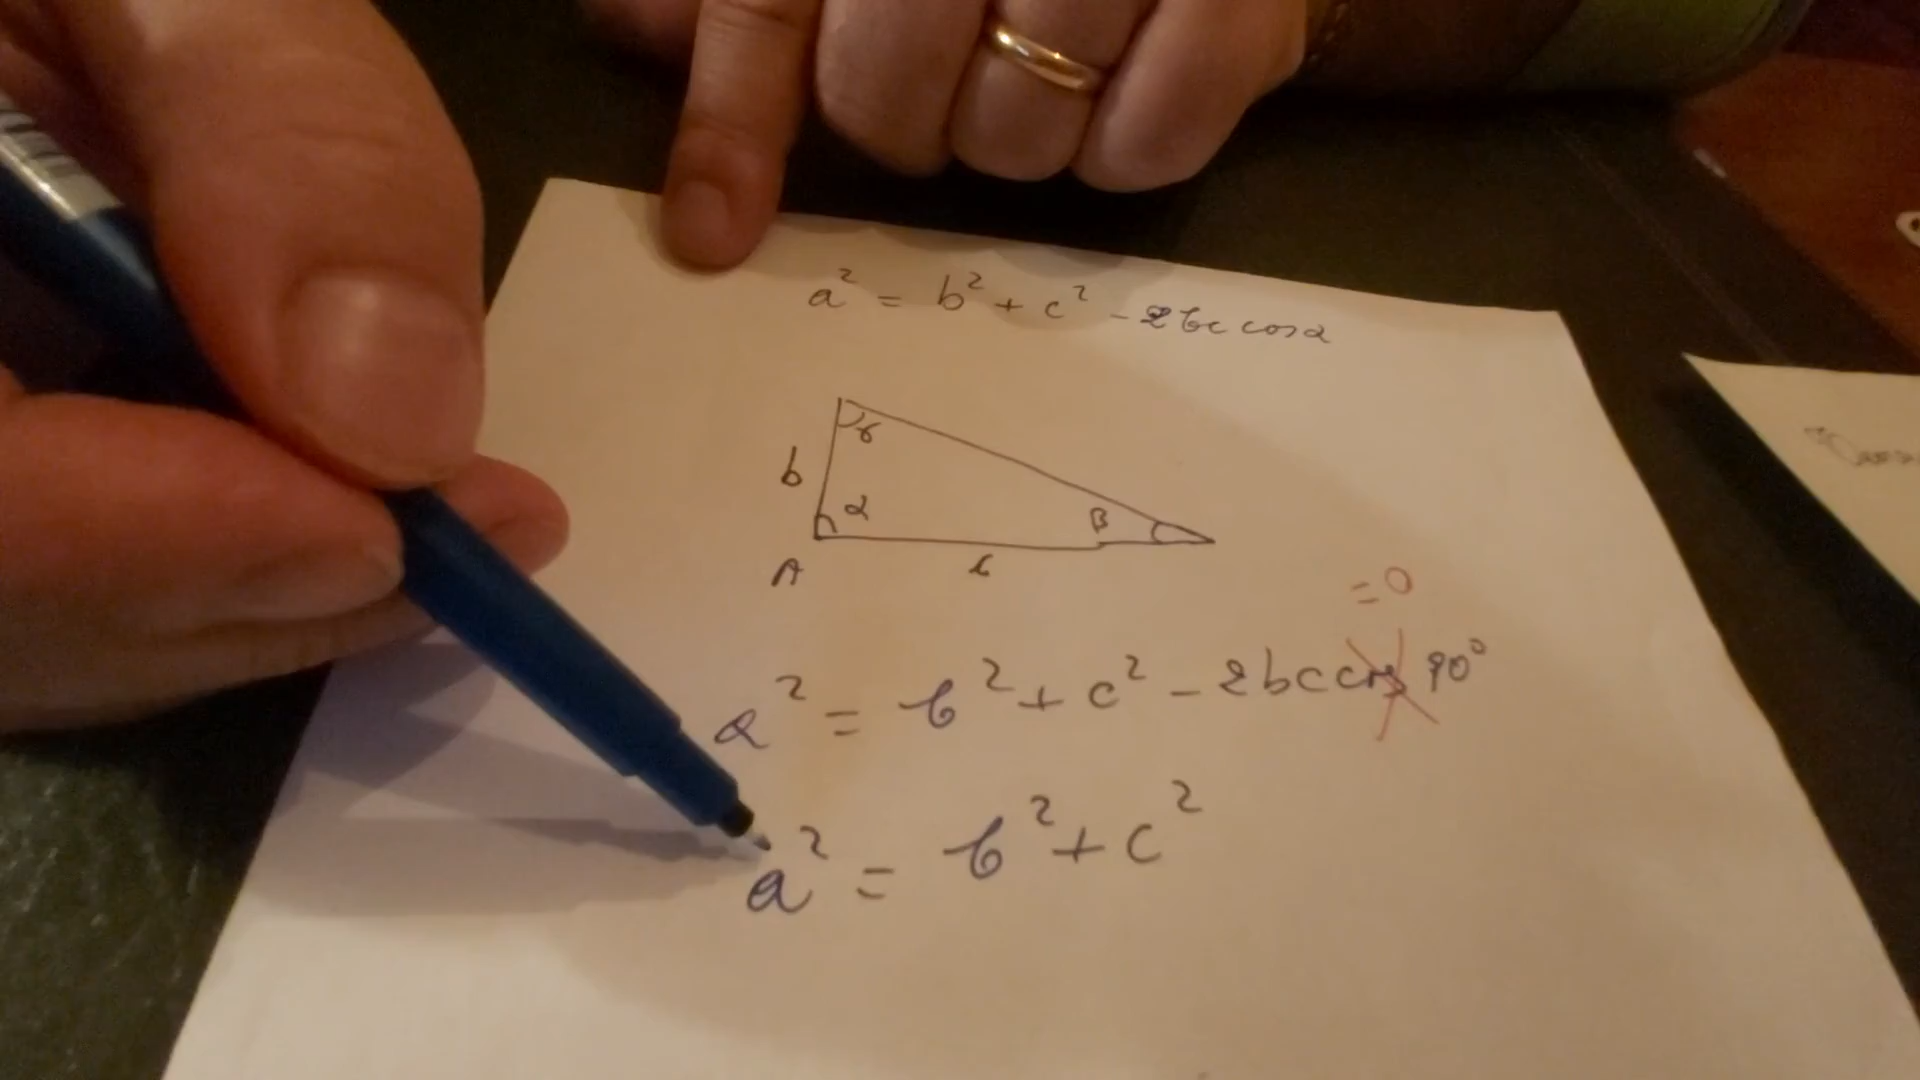 a² = b² + c² - 2bc cos α
γ
b
α
B
A
c
= 0
a² = b² + c² - 2bc cos 90°
a² = b² + c²